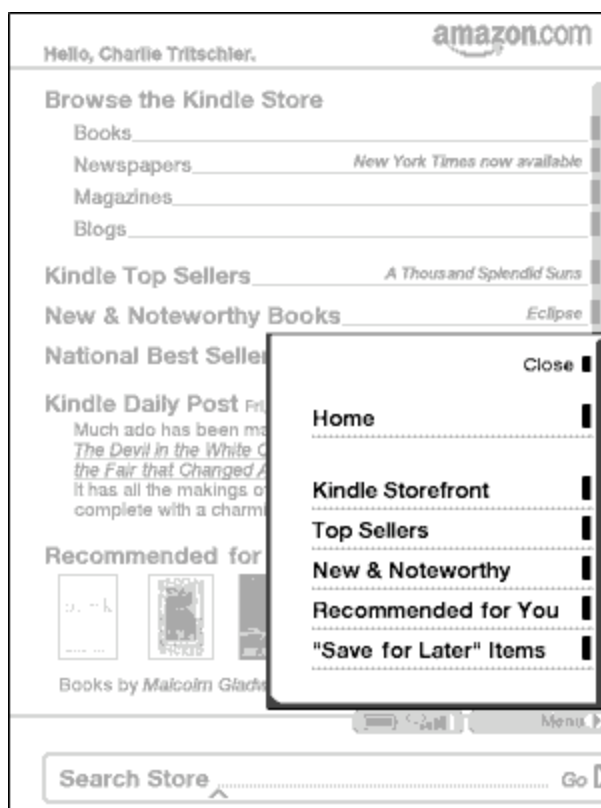 Hello, Charlie Tritschler.
amazon.com
Browse the Kindle Store
Books
Newspapers New York Times now available
Magazines
Blogs
Kindle Top Sellers A Thousand Splendid Suns
New & Noteworthy Books Eclipse
National Best Seller
Kindle Daily Post Fri,
Much ado has been ma
The Devil in the White C
the Fair that Changed A
It has all the makings o
complete with a charmi
Recommended for
Books by Malcolm Gladw
Close
Home
Kindle Storefront
Top Sellers
New & Noteworthy
Recommended for You
"Save for Later" Items
Menu
Search Store Go